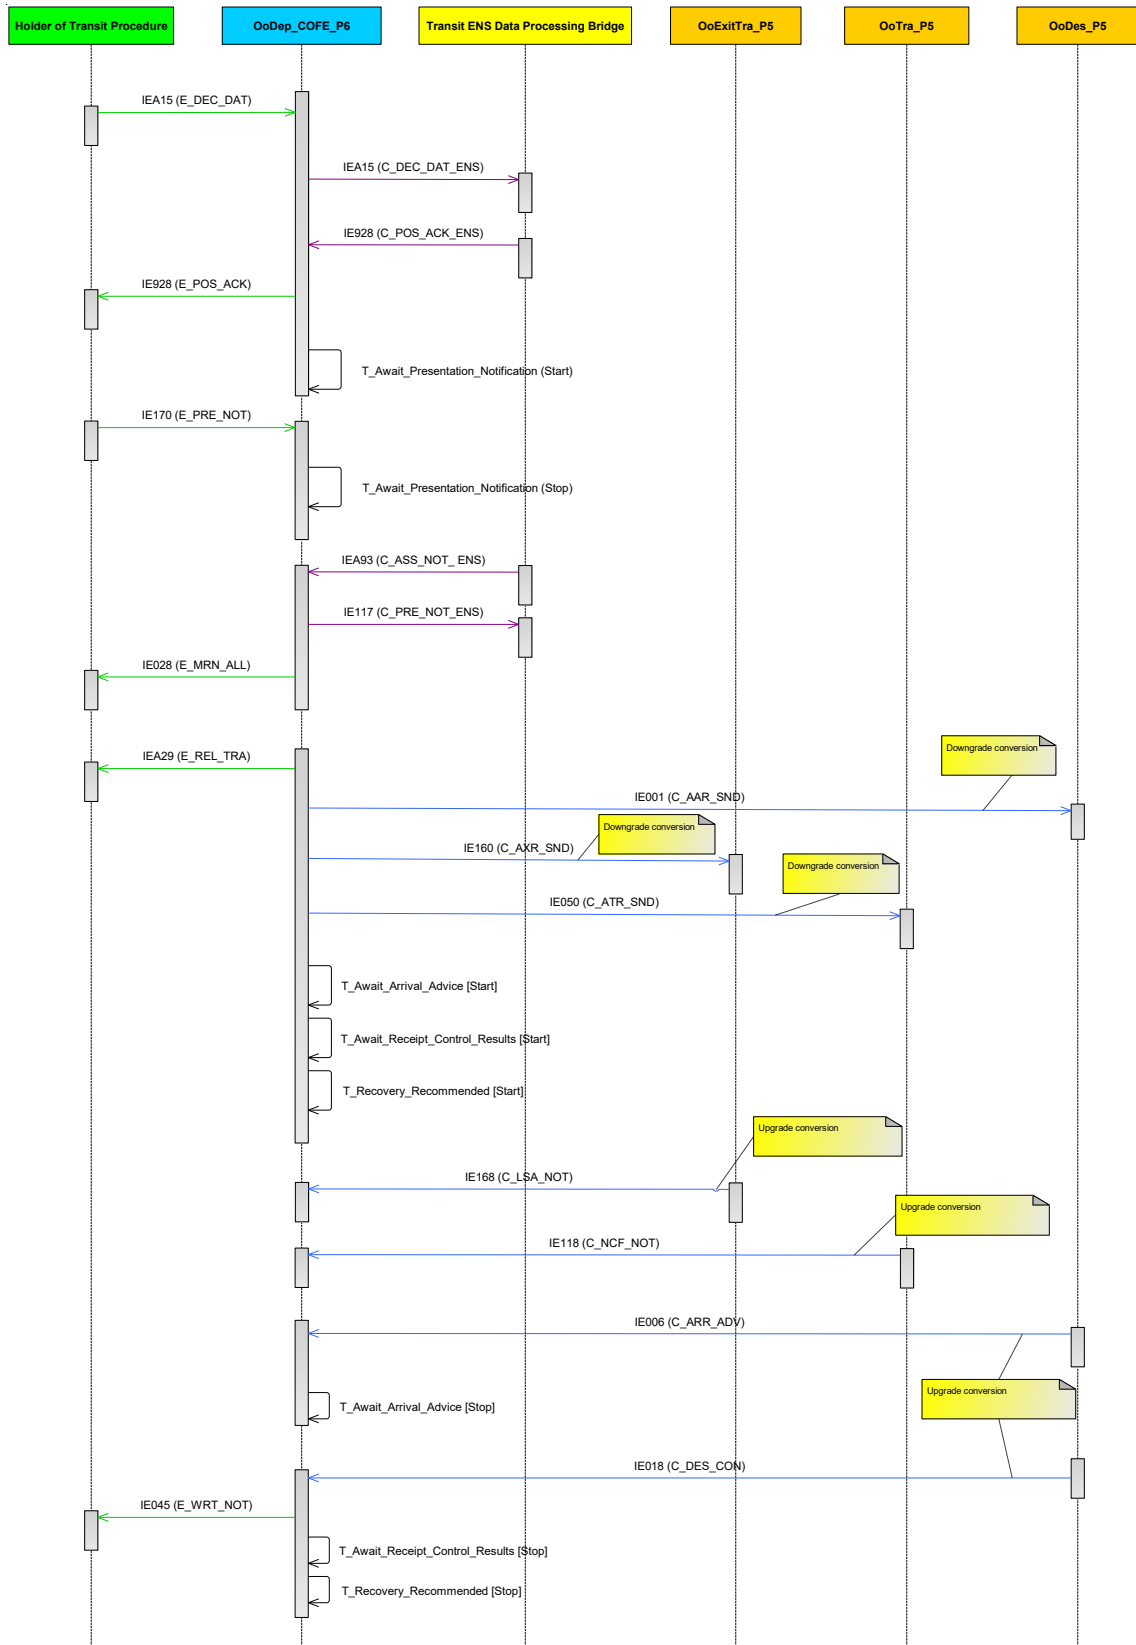 Holder of Transit Procedure
OoDep_COFE_P6
Transit ENS Data Processing Bridge
OoExitTra_P5
OoTra_P5
OoDes_P5
IEA15 (E_DEC_DAT)
IEA15 (C_DEC_DAT_ENS)
IE928 (C_POS_ACK_ENS)
IE928 (E_POS_ACK)
T_Await_Presentation_Notification (Start)
IE170 (E_PRE_NOT)
T_Await_Presentation_Notification (Stop)
IEA93 (C_ASS_NOT_ ENS)
IE117 (C_PRE_NOT_ENS)
IE028 (E_MRN_ALL)
Downgrade conversion
IEA29 (E_REL_TRA)
IE001 (C_AAR_SND)
Downgrade conversion
IE160 (C_AXR_SND)
Downgrade conversion
IE050 (C_ATR_SND)
T_Await_Arrival_Advice [Start]
T_Await_Receipt_Control_Results [Start]
T_Recovery_Recommended [Start]
Upgrade conversion
IE168 (C_LSA_NOT)
Upgrade conversion
IE118 (C_NCF_NOT)
IE006 (C_ARR_ADV)
Upgrade conversion
T_Await_Arrival_Advice [Stop]
IE018 (C_DES_CON)
IE045 (E_WRT_NOT)
T_Await_Receipt_Control_Results [Stop]
T_Recovery_Recommended [Stop]